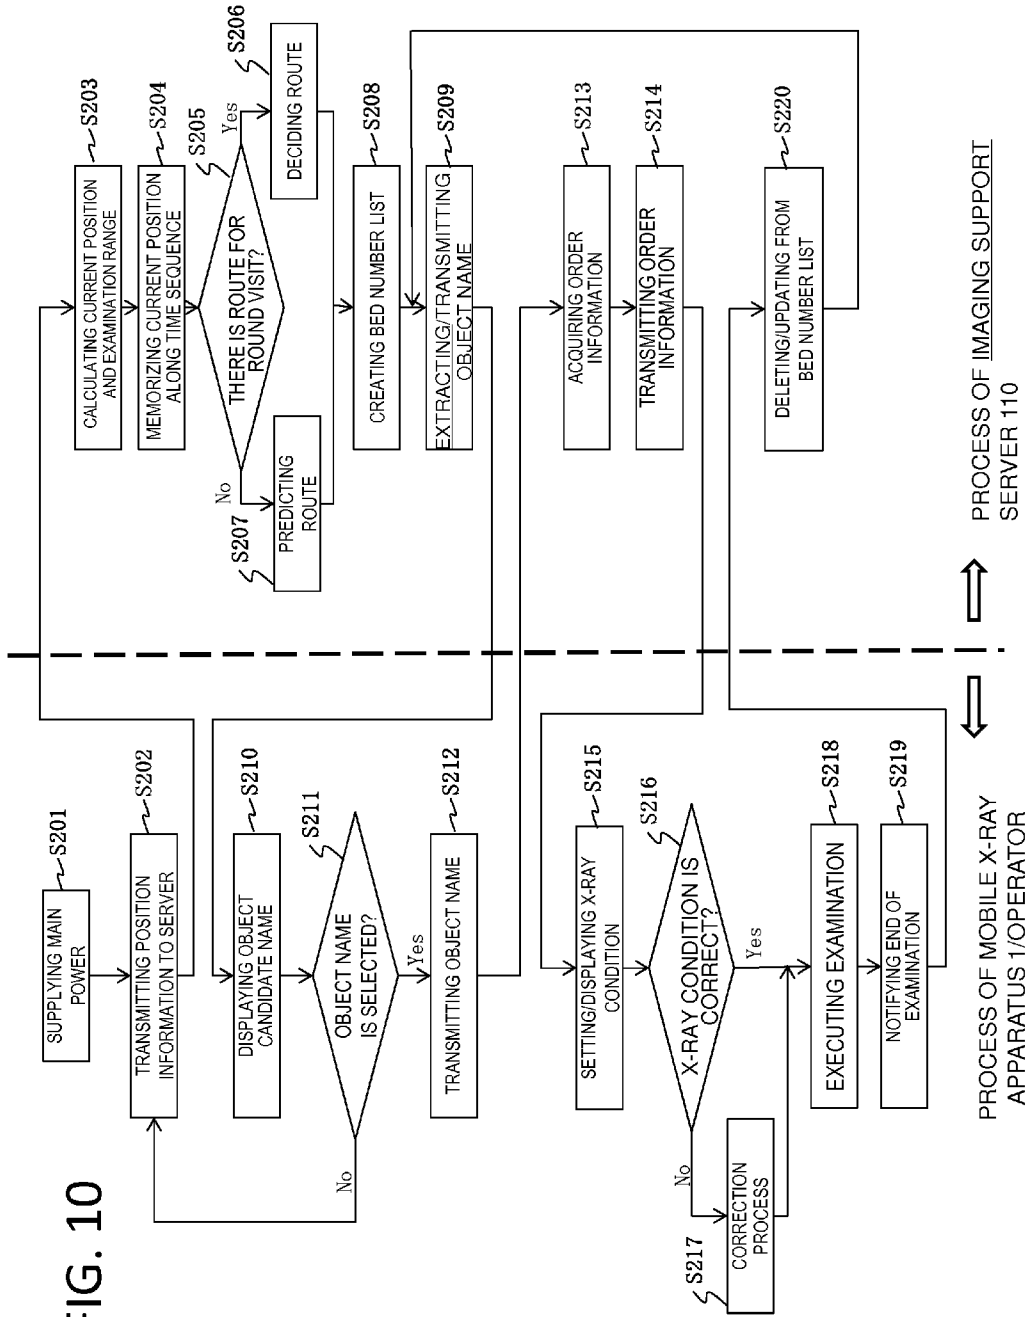 FIG. 10
S201
SUPPLYING MAIN
POWER
S202
TRANSMITTING POSITION
INFORMATION TO SERVER
S203
CALCULATING CURRENT POSITION
AND EXAMINATION RANGE
S204
MEMORIZING CURRENT POSITION
ALONG TIME SEQUENCE
S205
THERE IS ROUTE FOR
ROUND VISIT?
Yes
No
S206
DECIDING ROUTE
S207
PREDICTING
ROUTE
S208
CREATING BED NUMBER LIST
S209
EXTRACTING/TRANSMITTING
OBJECT NAME
S210
DISPLAYING OBJECT
CANDIDATE NAME
S211
OBJECT NAME
IS SELECTED?
No
Yes
S212
TRANSMITTING OBJECT NAME
S213
ACQUIRING ORDER
INFORMATION
S214
TRANSMITTING ORDER
INFORMATION
S215
SETTING/DISPLAYING X-RAY
CONDITION
S216
X-RAY CONDITION IS
CORRECT?
No
Yes
S217
CORRECTION
PROCESS
S218
EXECUTING EXAMINATION
S219
NOTIFYING END OF
EXAMINATION
S220
DELETING/UPDATING FROM
BED NUMBER LIST
PROCESS OF MOBILE X-RAY
APPARATUS 1/OPERATOR
PROCESS OF IMAGING SUPPORT
SERVER 110